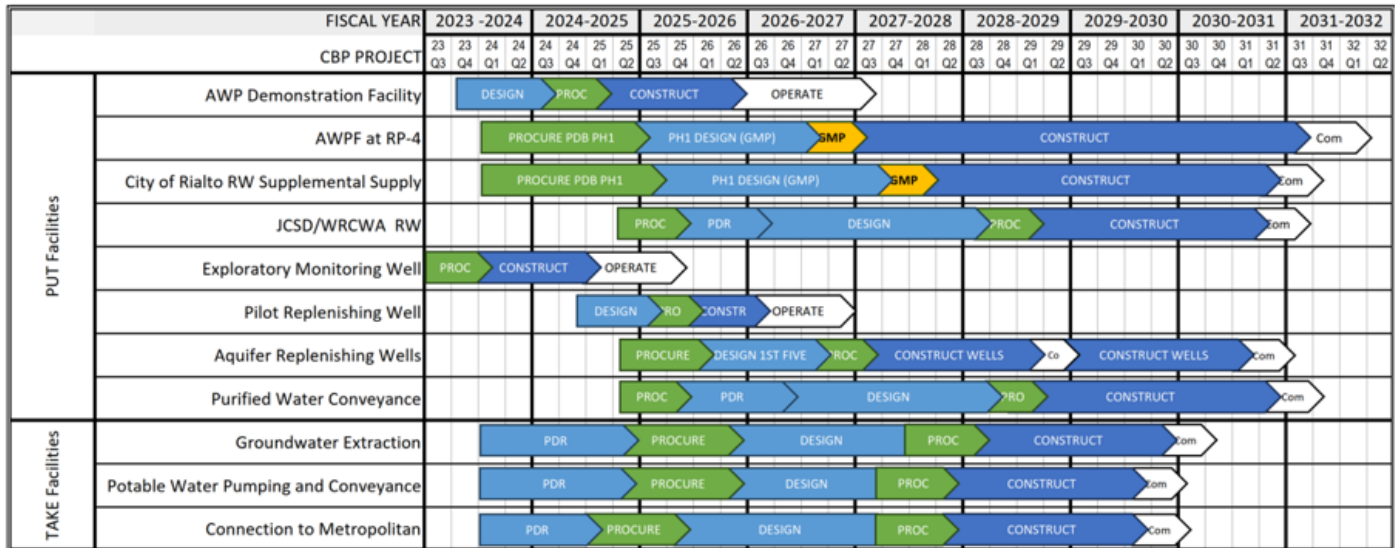 FISCAL YEAR 2023 -2024 2024-2025 2025-2026 2026-2027 2027-2028 2028-2029 2029-2030 2030-2031 2031-2032
23 23 24 24 24 24 25 25 25 25 26 26 26 26 27 27 27 27 28 28 28 28 29 29 29 29 30 30 30 30 31 31 31 31 32 32
CBP PROJECT Q3 Q4 Q1 Q2 Q3 Q4 Q1 Q2 Q3 Q4 Q1 Q2 Q3 Q4 Q1 Q2 Q3 Q4 Q1 Q2 Q3 Q4 Q1 Q2 Q3 Q4 Q1 Q2 Q3 Q4 Q1 Q2 Q3 Q4 Q1 Q2
PUT Facilities
AWP Demonstration Facility DESIGN PROC CONSTRUCT OPERATE
AWPF at RP-4 PROCURE PDB PH1 PH1 DESIGN (GMP) GMP CONSTRUCT Com
City of Rialto RW Supplemental Supply PROCURE PDB PH1 PH1 DESIGN (GMP) GMP CONSTRUCT Com
JCSD/WRCWA RW PROC PDR DESIGN PROC CONSTRUCT Com
Exploratory Monitoring Well PROC CONSTRUCT OPERATE
Pilot Replenishing Well DESIGN PRO CONSTR OPERATE
Aquifer Replenishing Wells PROCURE DESIGN 1ST FIVE PROC CONSTRUCT WELLS Co CONSTRUCT WELLS Com
Purified Water Conveyance PROC PDR DESIGN PRO CONSTRUCT Com
TAKE Facilities
Groundwater Extraction PDR PROCURE DESIGN PROC CONSTRUCT Com
Potable Water Pumping and Conveyance PDR PROCURE DESIGN PROC CONSTRUCT Com
Connection to Metropolitan PDR PROCURE DESIGN PROC CONSTRUCT Com